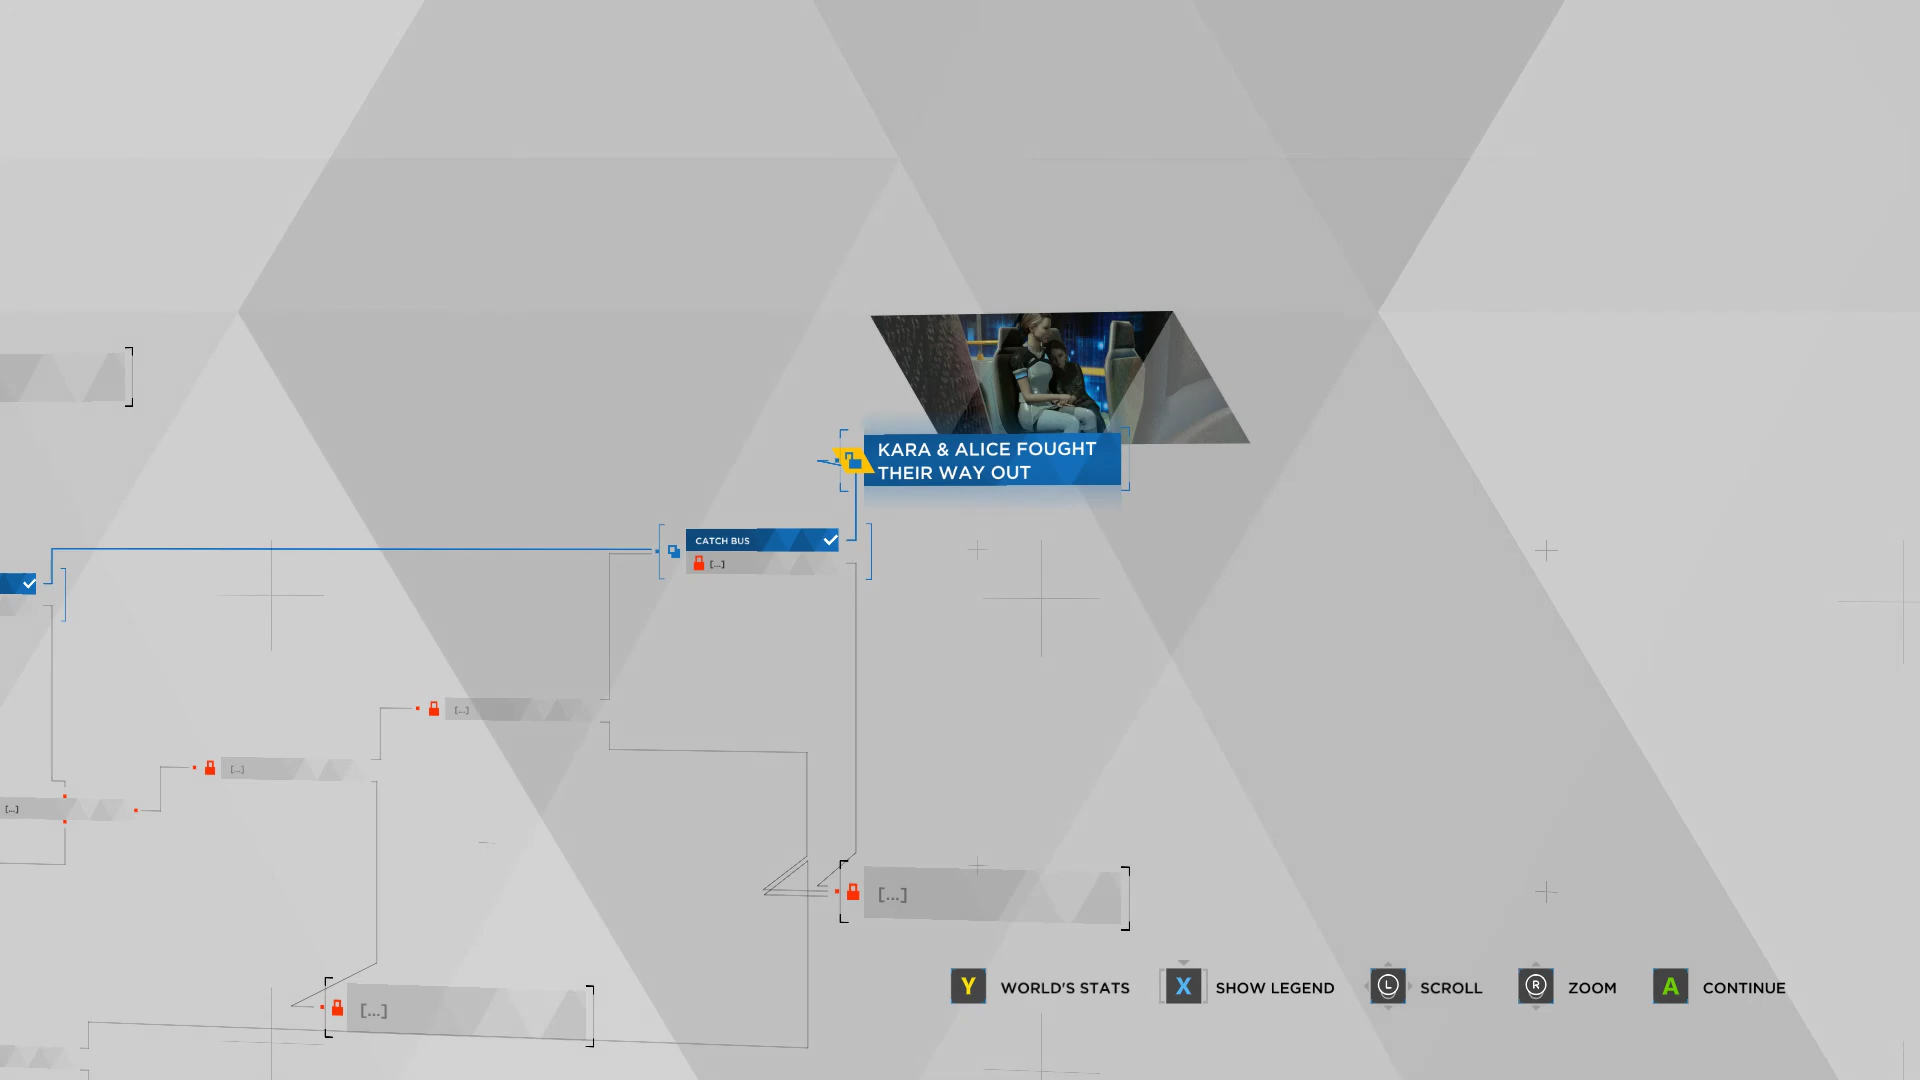 KARA & ALICE FOUGHT
THEIR WAY OUT
CATCH BUS
[...]
[...]
[...]
[...]
[...]
[...]
Y WORLD'S STATS
X SHOW LEGEND
L SCROLL
R ZOOM
A CONTINUE